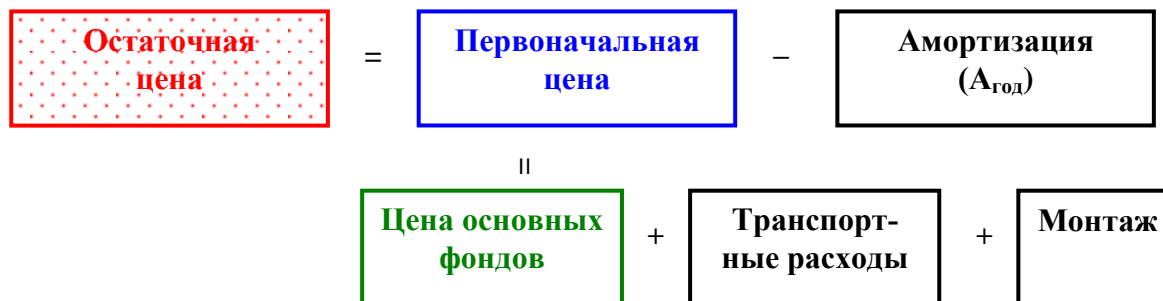 Остаточная
цена
=
Первоначальная
цена
–
Амортизация
(Агод)
=
Цена основных
фондов
+
Транспорт-
ные расходы
+
Монтаж